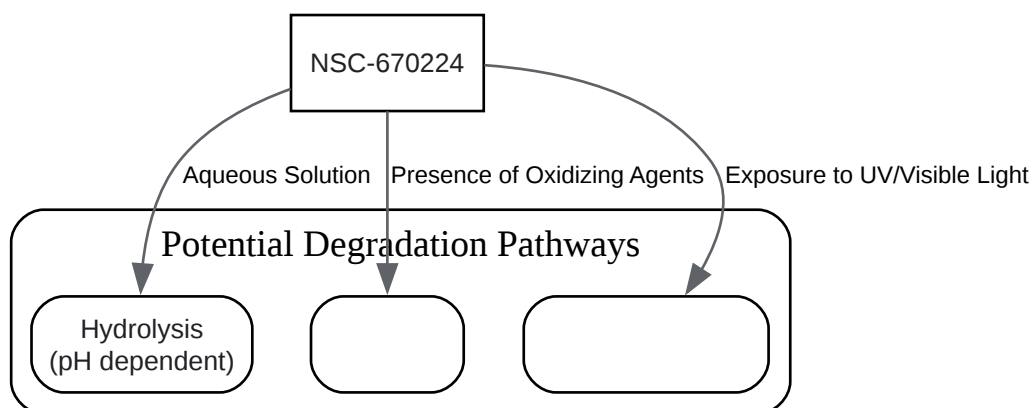 NSC-670224
Aqueous Solution
Presence of Oxidizing Agents
Exposure to UV/Visible Light
Potential Degradation Pathways
Hydrolysis
(pH dependent)